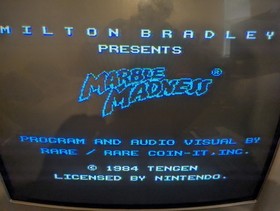 MILTON BRADLEY
PRESENTS
MARBLE
MADNESS®
PROGRAM AND AUDIO VISUAL BY
RARE / RARE COIN-IT,INC.
© 1984 TENGEN
LICENSED BY NINTENDO.